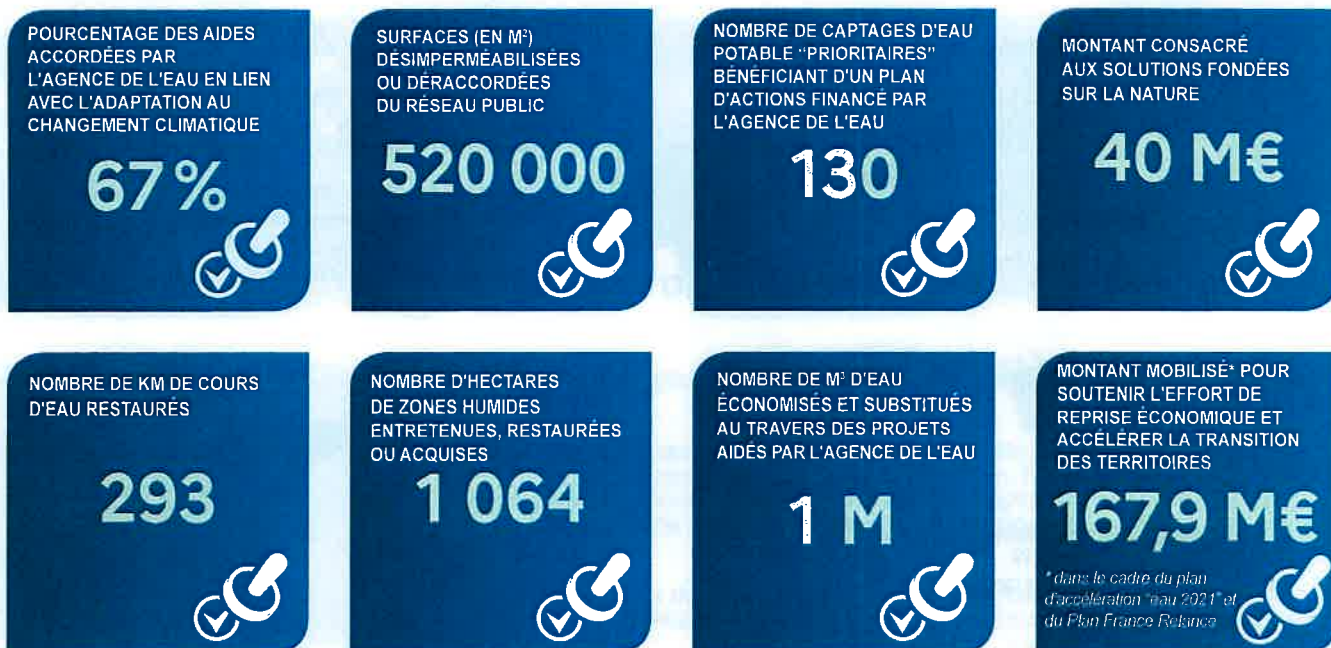 POURCENTAGE DES AIDES
ACCORDÉES PAR
L'AGENCE DE L'EAU EN LIEN
AVEC L'ADAPTATION AU
CHANGEMENT CLIMATIQUE
67 %
SURFACES (EN M²)
DÉSIMPERMÉABILISÉES
OU DÉRACCORDÉES
DU RÉSEAU PUBLIC
520 000
NOMBRE DE CAPTAGES D'EAU
POTABLE "PRIORITAIRES"
BÉNÉFICIANT D'UN PLAN
D'ACTIONS FINANCÉ PAR
L'AGENCE DE L'EAU
130
MONTANT CONSACRÉ
AUX SOLUTIONS FONDÉES
SUR LA NATURE
40 M€
NOMBRE DE KM DE COURS
D'EAU RESTAURÉS
293
NOMBRE D'HECTARES
DE ZONES HUMIDES
ENTRETENUES, RESTAURÉES
OU ACQUISES
1 064
NOMBRE DE M³ D'EAU
ÉCONOMISÉS ET SUBSTITUÉS
AU TRAVERS DES PROJETS
AIDÉS PAR L'AGENCE DE L'EAU
1 M
MONTANT MOBILISÉ* POUR
SOUTENIR L'EFFORT DE
REPRISE ÉCONOMIQUE ET
ACCÉLÉRER LA TRANSITION
DES TERRITOIRES
167,9 M€
* dans le cadre du plan
d'accélération "eau 2021" et
du Plan France Relance